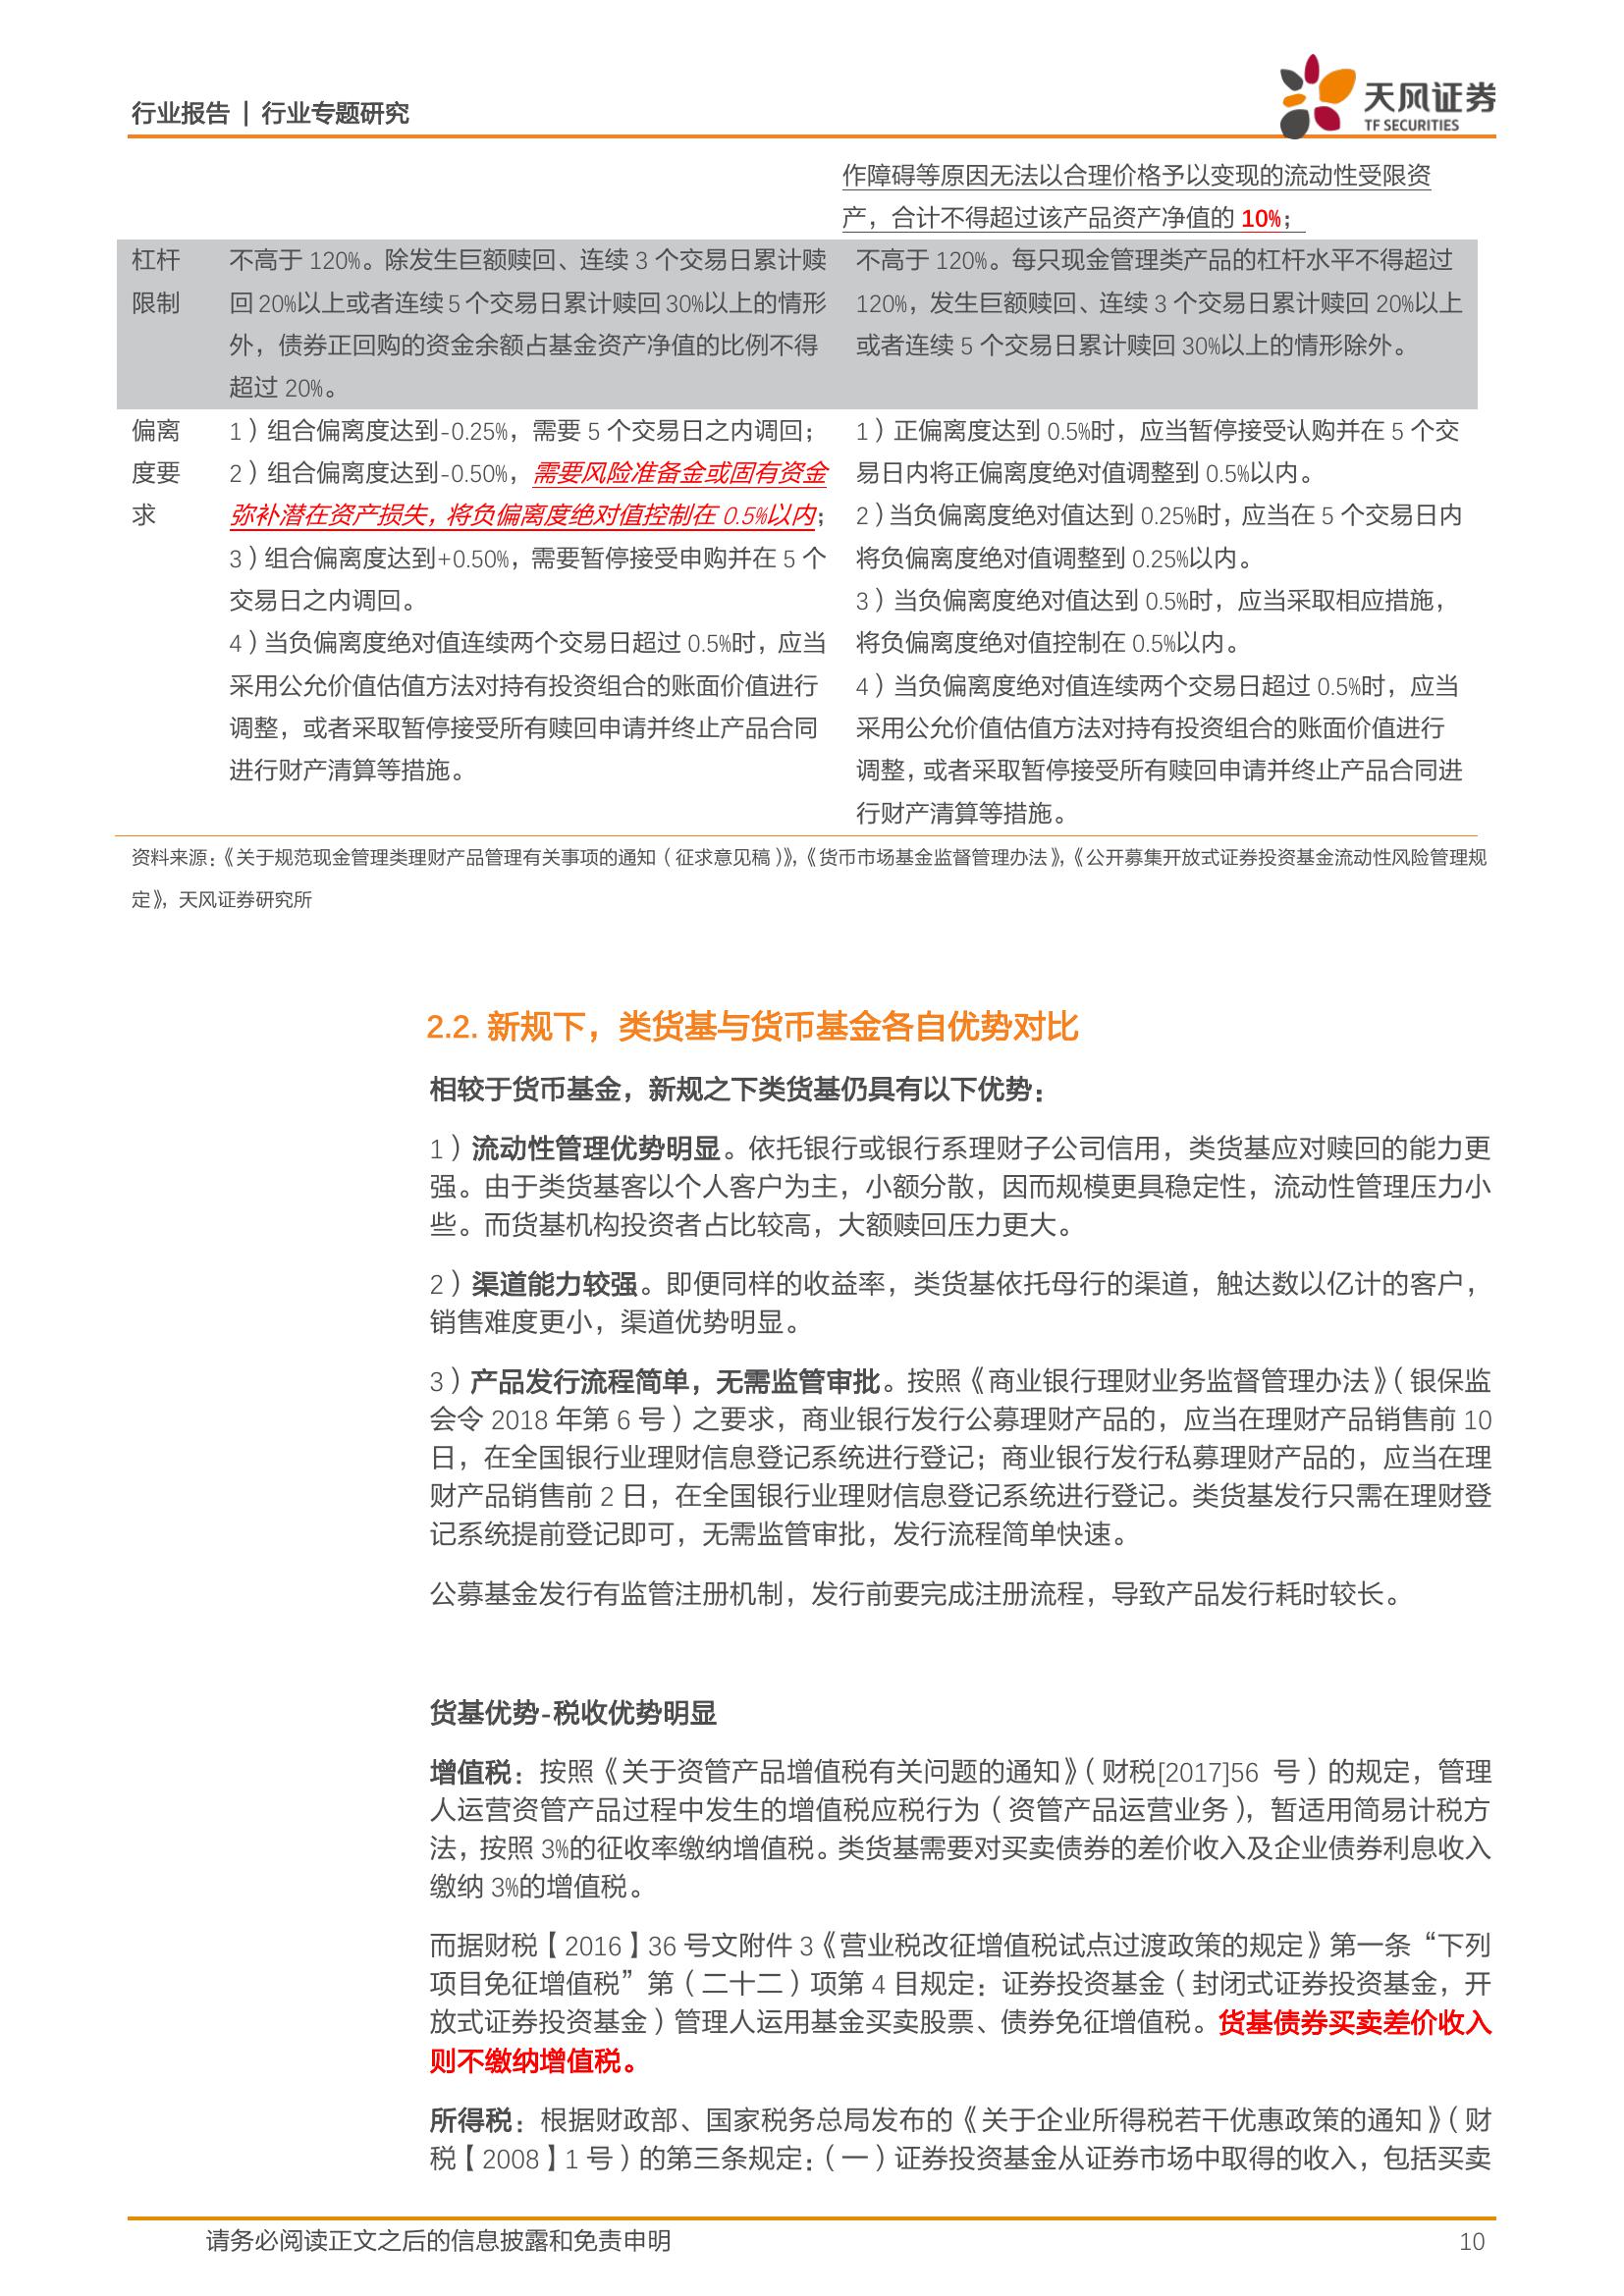 行业报告 | 行业专题研究
天风证券
TF SECURITIES
作障碍等原因无法以合理价格予以变现的流动性受限资
产，合计不得超过该产品资产净值的 10%；
杠杆
限制
不高于 120%。除发生巨额赎回、连续 3 个交易日累计赎
回 20%以上或者连续 5 个交易日累计赎回 30%以上的情形
外，债券正回购的资金余额占基金资产净值的比例不得
超过 20%。
不高于 120%。每只现金管理类产品的杠杆水平不得超过
120%，发生巨额赎回、连续 3 个交易日累计赎回 20%以上
或者连续 5 个交易日累计赎回 30%以上的情形除外。
偏离
度要
求
1）组合偏离度达到-0.25%，需要 5 个交易日之内调回；
2）组合偏离度达到-0.50%，需要风险准备金或固有资金
弥补潜在资产损失，将负偏离度绝对值控制在 0.5%以内；
3）组合偏离度达到+0.50%，需要暂停接受申购并在 5 个
交易日之内调回。
4）当负偏离度绝对值连续两个交易日超过 0.5%时，应当
采用公允价值估值方法对持有投资组合的账面价值进行
调整，或者采取暂停接受所有赎回申请并终止产品合同
进行财产清算等措施。
1）正偏离度达到 0.5%时，应当暂停接受认购并在 5 个交
易日内将正偏离度绝对值调整到 0.5%以内。
2）当负偏离度绝对值达到 0.25%时，应当在 5 个交易日内
将负偏离度绝对值调整到 0.25%以内。
3）当负偏离度绝对值达到 0.5%时，应当采取相应措施，
将负偏离度绝对值控制在 0.5%以内。
4）当负偏离度绝对值连续两个交易日超过 0.5%时，应当
采用公允价值估值方法对持有投资组合的账面价值进行
调整，或者采取暂停接受所有赎回申请并终止产品合同进
行财产清算等措施。
资料来源：《关于规范现金管理类理财产品管理有关事项的通知（征求意见稿）》，《货币市场基金监督管理办法》，《公开募集开放式证券投资基金流动性风险管理规
定》，天风证券研究所
2.2. 新规下，类货基与货币基金各自优势对比
相较于货币基金，新规之下类货基仍具有以下优势：
1）流动性管理优势明显。依托银行或银行系理财子公司信用，类货基应对赎回的能力更
强。由于类货基客以个人客户为主，小额分散，因而规模更具稳定性，流动性管理压力小
些。而货基机构投资者占比较高，大额赎回压力更大。
2）渠道能力较强。即便同样的收益率，类货基依托母行的渠道，触达数以亿计的客户，
销售难度更小，渠道优势明显。
3）产品发行流程简单，无需监管审批。按照《商业银行理财业务监督管理办法》（银保监
会令 2018 年第 6 号）之要求，商业银行发行公募理财产品的，应当在理财产品销售前 10
日，在全国银行业理财信息登记系统进行登记；商业银行发行私募理财产品的，应当在理
财产品销售前 2 日，在全国银行业理财信息登记系统进行登记。类货基发行只需在理财登
记系统提前登记即可，无需监管审批，发行流程简单快速。
公募基金发行有监管注册机制，发行前要完成注册流程，导致产品发行耗时较长。
货基优势-税收优势明显
增值税：按照《关于资管产品增值税有关问题的通知》（财税[2017]56 号）的规定，管理
人运营资管产品过程中发生的增值税应税行为（资管产品运营业务），暂适用简易计税方
法，按照 3%的征收率缴纳增值税。类货基需要对买卖债券的差价收入及企业债券利息收入
缴纳 3%的增值税。
而据财税【2016】36 号文附件 3《营业税改征增值税试点过渡政策的规定》第一条“下列
项目免征增值税”第（二十二）项第 4 目规定：证券投资基金（封闭式证券投资基金，开
放式证券投资基金）管理人运用基金买卖股票、债券免征增值税。货基债券买卖差价收入
则不缴纳增值税。
所得税：根据财政部、国家税务总局发布的《关于企业所得税若干优惠政策的通知》（财
税【2008】1 号）的第三条规定：（一）证券投资基金从证券市场中取得的收入，包括买卖
请务必阅读正文之后的信息披露和免责申明
10